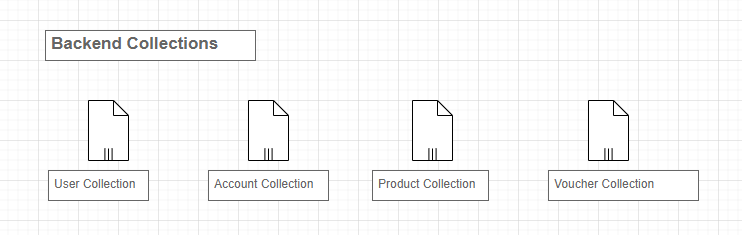 Backend Collections
User Collection
Account Collection
Product Collection
Voucher Collection